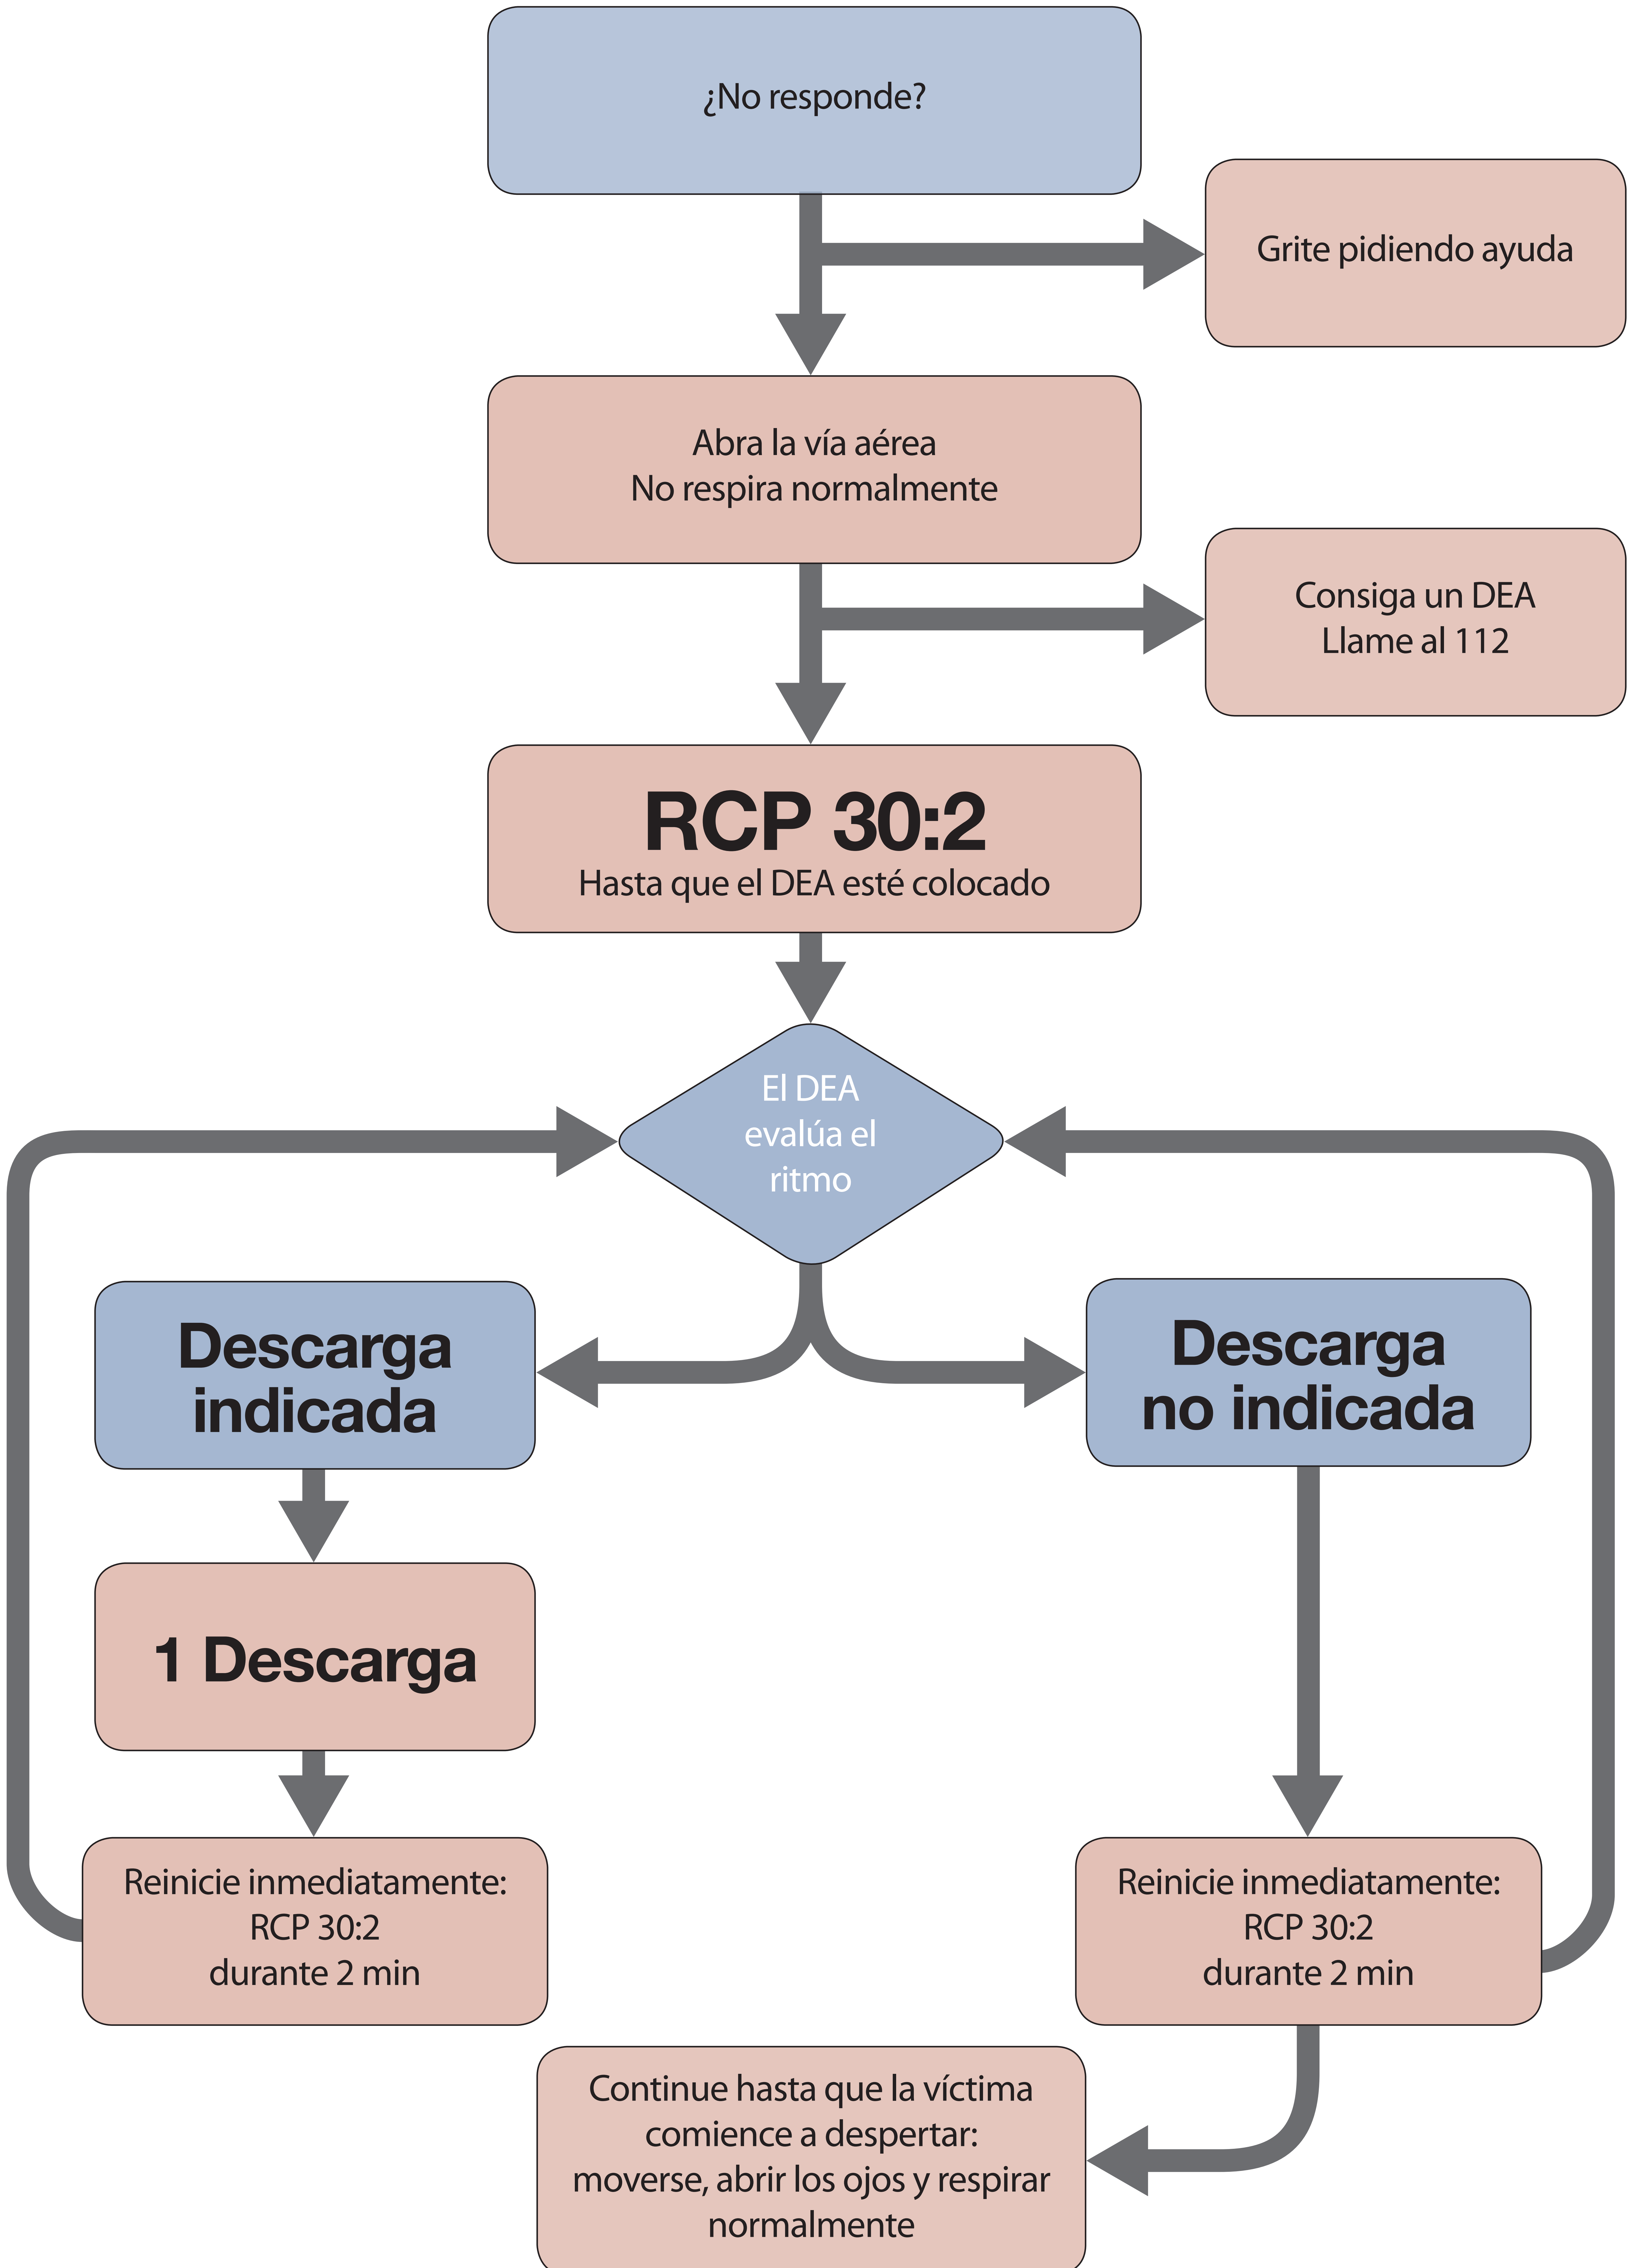 ¿No responde?
Grite pidiendo ayuda
Abra la vía aérea
No respira normalmente
Consiga un DEA
Llame al 112
RCP 30:2
Hasta que el DEA esté colocado
El DEA
evalúa el
ritmo
Descarga
indicada
Descarga
no indicada
1 Descarga
Reinicie inmediatamente:
RCP 30:2
durante 2 min
Reinicie inmediatamente:
RCP 30:2
durante 2 min
Continue hasta que la víctima
comience a despertar:
moverse, abrir los ojos y respirar
normalmente